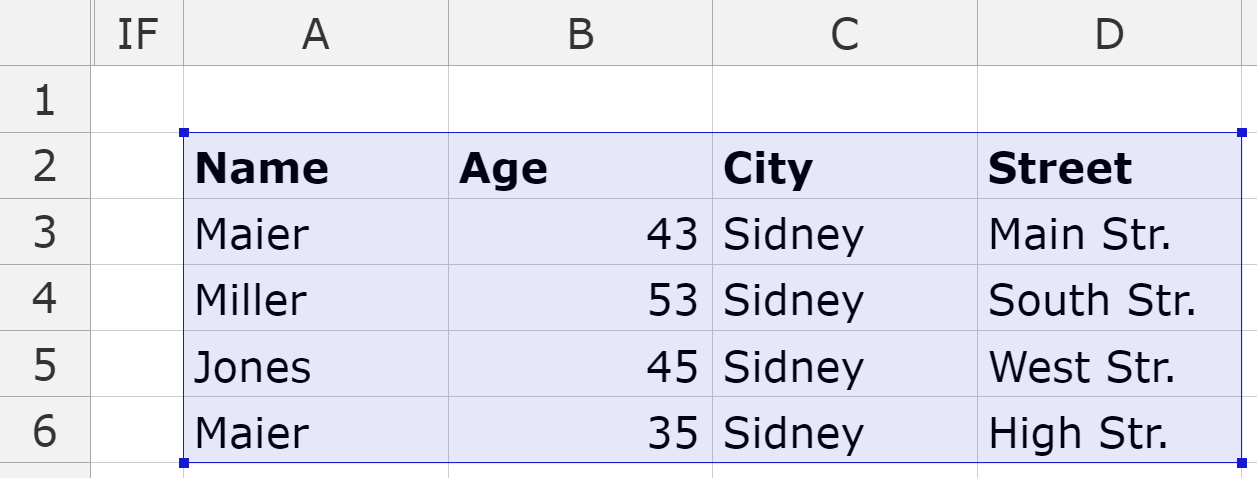 IF A B C D
1
2 Name Age City Street
3 Maier 43 Sidney Main Str.
4 Miller 53 Sidney South Str.
5 Jones 45 Sidney West Str.
6 Maier 35 Sidney High Str.